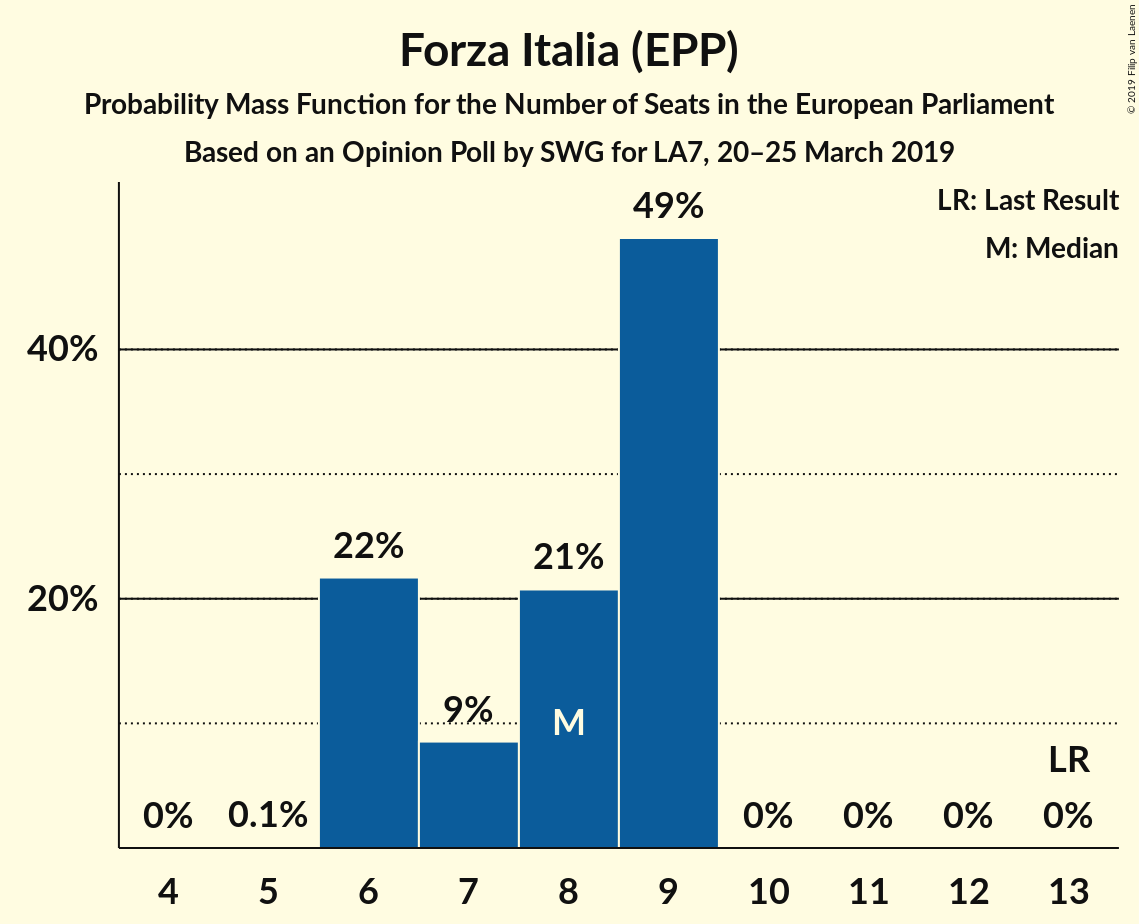 Forza Italia (EPP)
Probability Mass Function for the Number of Seats in the European Parliament
Based on an Opinion Poll by SWG for LA7, 20–25 March 2019
© 2019 Filip van Laenen
LR: Last Result
M: Median
49%
40%
22%
21%
20%
9%
M
LR
0%
0.1%
0%
0%
0%
0%
4
5
6
7
8
9
10
11
12
13